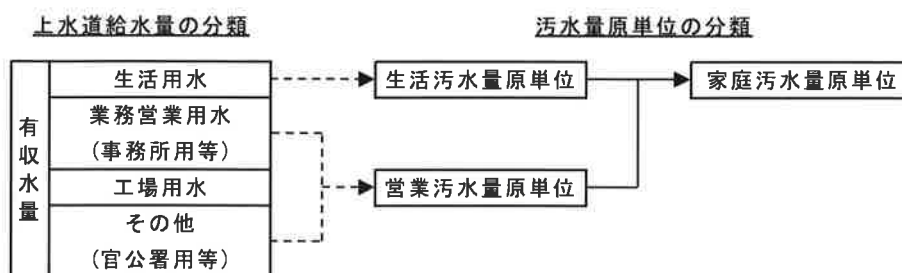 上水道給水量の分類
汚水量原単位の分類
有収水量
生活用水
業務営業用水
(事務所用等)
工場用水
その他
(官公署用等)
生活汚水量原単位
営業汚水量原単位
家庭汚水量原単位